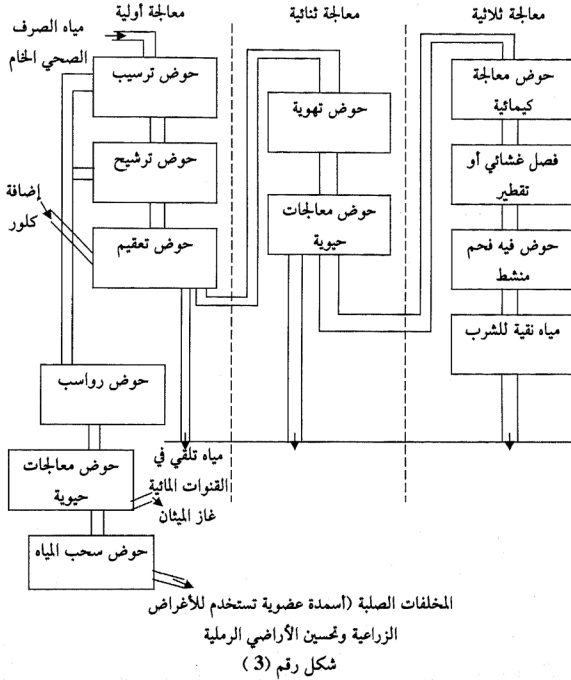 معالجة ثلاثية
معالجة ثنائية
معالجة أولية
مياه الصرف
الصحي الخام
حوض ترسيب
حوض ترشيح
إضافة
كلور
حوض تعقيم
حوض رواسب
حوض معالجات
حيوية
حوض سحب المياه
مياه تلقي في
القنوات المائية
غاز الميثان
حوض تهوية
حوض معالجات
حيوية
حوض معالجة
كيمائية
فصل غشائي أو
تقطير
حوض فيه فحم
منشط
مياه نقية للشرب
المخلفات الصلبة (أسمدة عضوية تستخدم للأغراض
الزراعية وتحسين الأراضي الرملية
شكل رقم (3)